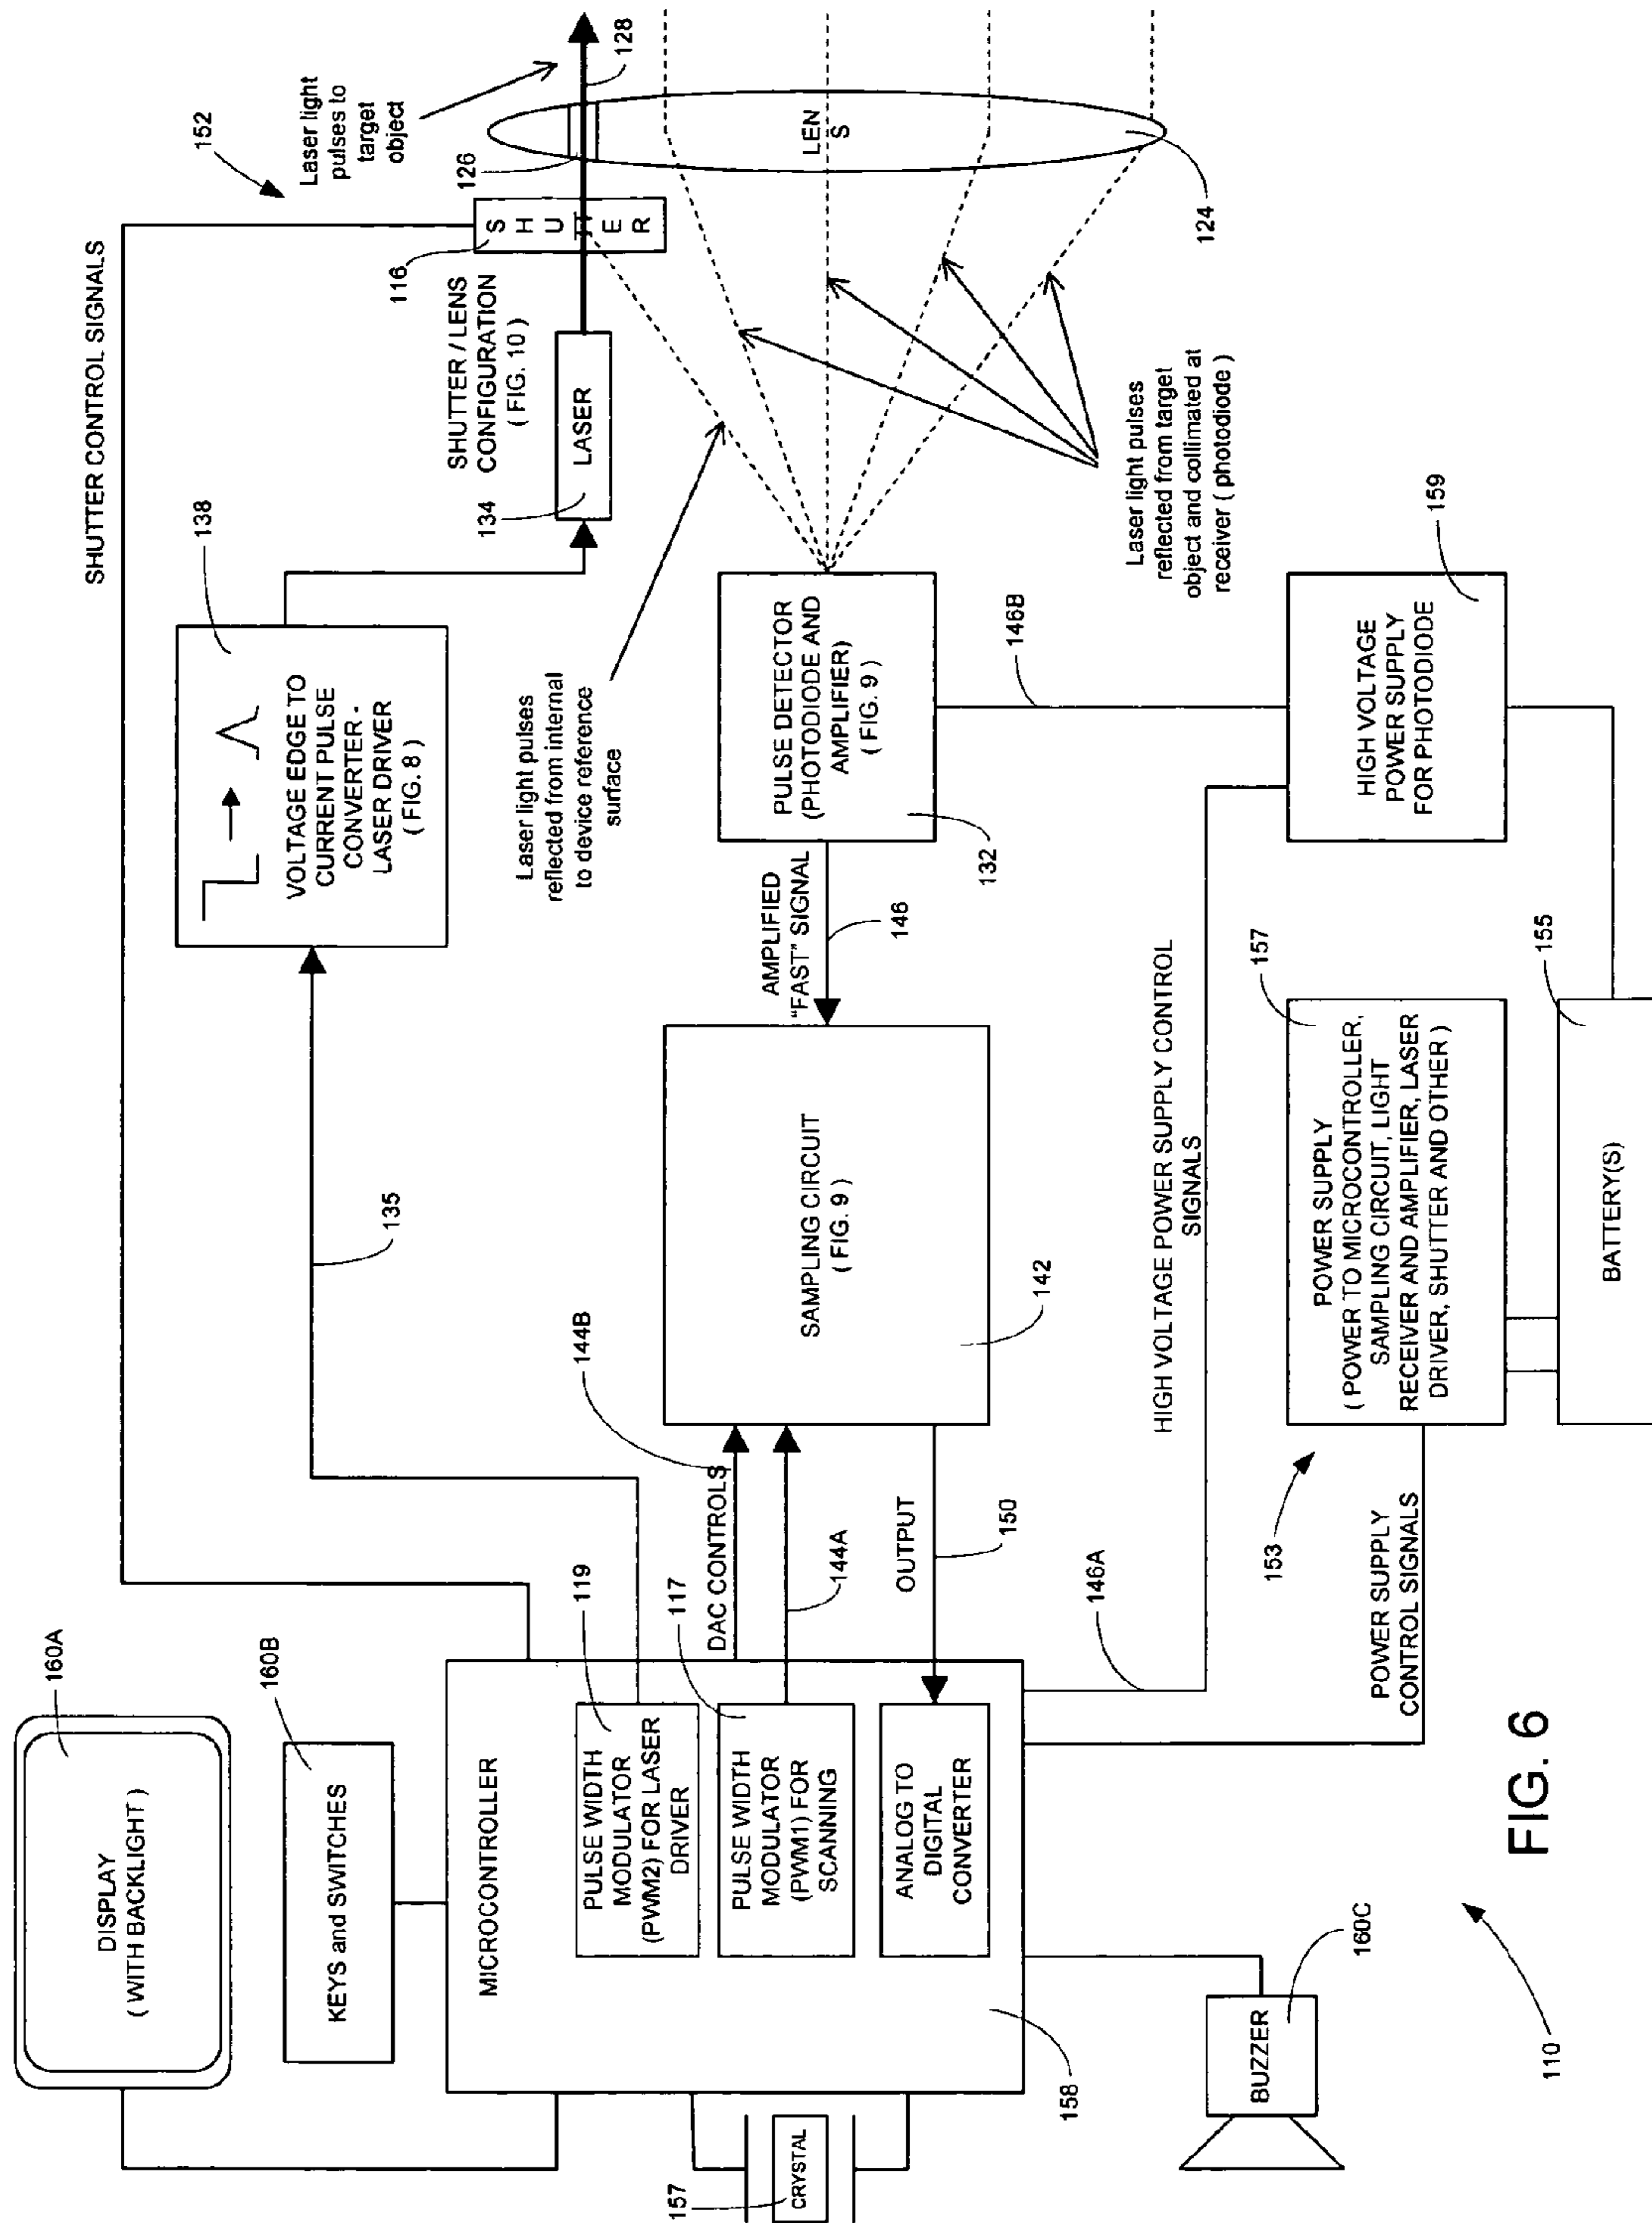 160A
DISPLAY
( WITH BACKLIGHT )
160B
KEYS and SWITCHES
SHUTTER CONTROL SIGNALS
152
138
VOLTAGE EDGE TO
CURRENT PULSE
CONVERTER -
LASER DRIVER
( FIG. 8 )
135
SHUTTER / LENS
CONFIGURATION
( FIG. 10 )
134
LASER
116
S
H
U
TT
E
R
126
128
Laser light
pulses to
target
object
LEN
S
124
Laser light pulses
reflected from internal
to device reference
surface
MICROCONTROLLER
119
PULSE WIDTH
MODULATOR
(PWM2) FOR LASER
DRIVER
117
PULSE WIDTH
MODULATOR
(PWM1) FOR
SCANNING
ANALOG TO
DIGITAL
CONVERTER
158
157
CRYSTAL
DAC CONTROLS
144B
144A
OUTPUT
150
SAMPLING CIRCUIT
( FIG. 9 )
142
AMPLIFIED
"FAST" SIGNAL
146
PULSE DETECTOR
(PHOTODIODE AND
AMPLIFIER)
( FIG. 9 )
132
146B
Laser light pulses
reflected from target
object and collimated at
receiver ( photodiode )
146A
HIGH VOLTAGE POWER SUPPLY CONTROL
SIGNALS
HIGH VOLTAGE
POWER SUPPLY
FOR PHOTODIODE
159
153
POWER SUPPLY
CONTROL SIGNALS
157
POWER SUPPLY
( POWER TO MICROCONTROLLER,
SAMPLING CIRCUIT, LIGHT
RECEIVER AND AMPLIFIER, LASER
DRIVER, SHUTTER AND OTHER )
155
BATTERY(S)
BUZZER
160C
110
FIG. 6